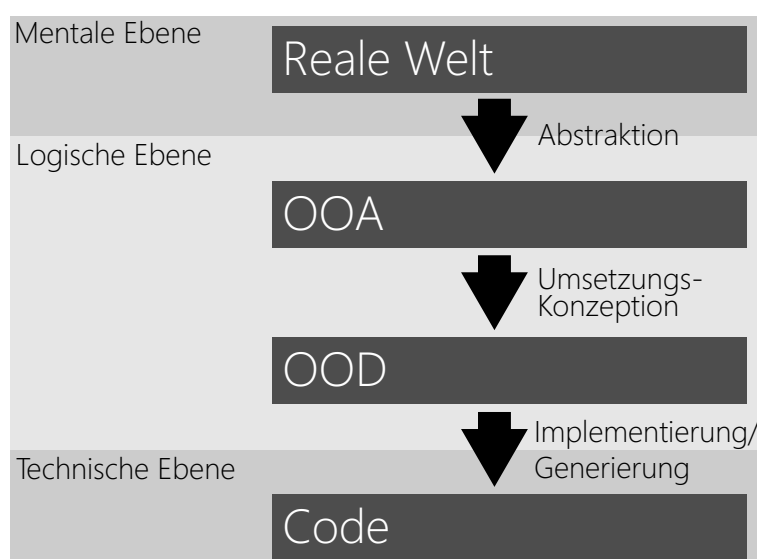 Mentale Ebene
Reale Welt
Abstraktion
Logische Ebene
OOA
Umsetzungs-
Konzeption
OOD
Implementierung/
Generierung
Technische Ebene
Code